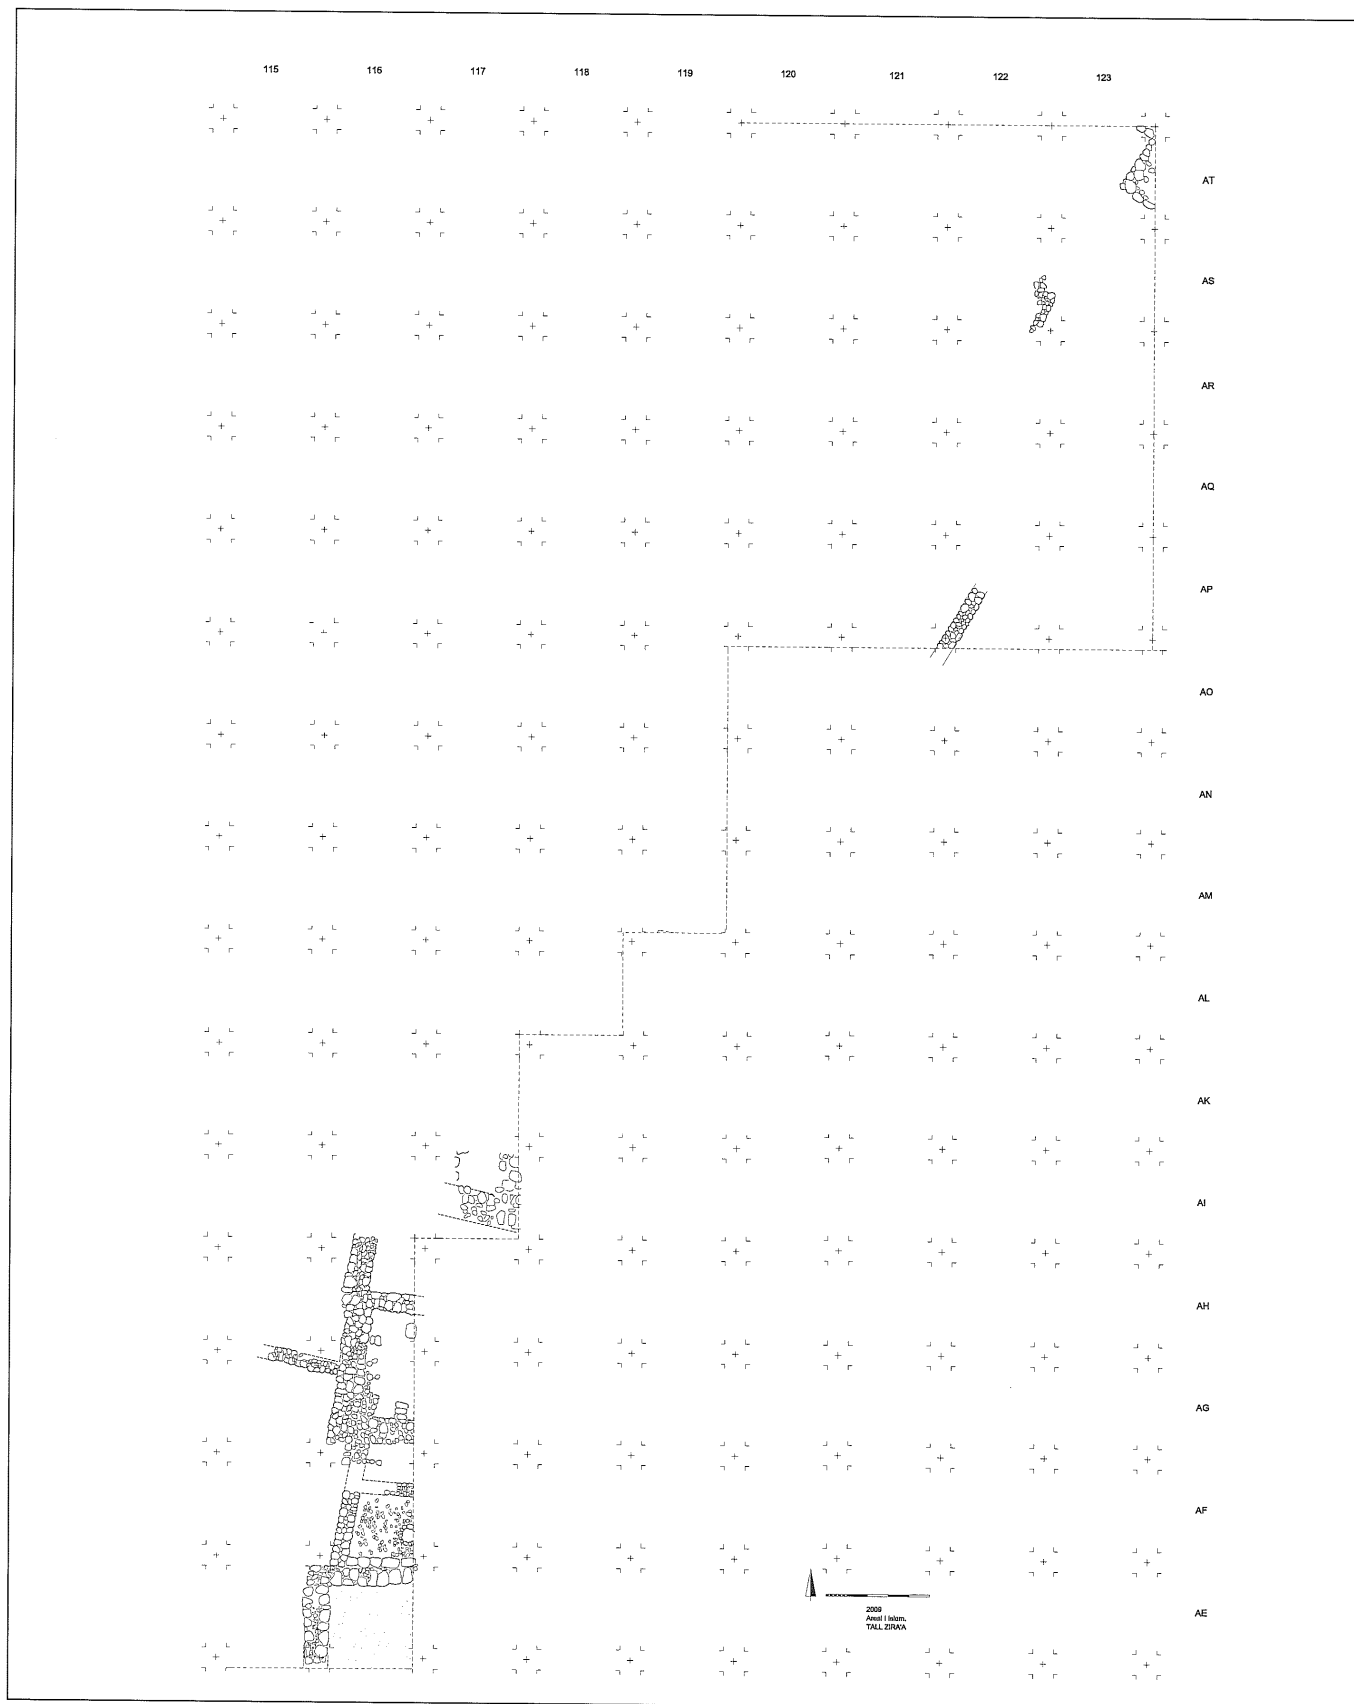 115 116 117 118 119 120 121 122 123
AT
AS
AR
AQ
AP
AO
AN
AM
AL
AK
AI
AH
AG
AF
AE
2009
Areal I Islam.
TALL ZIRA'A